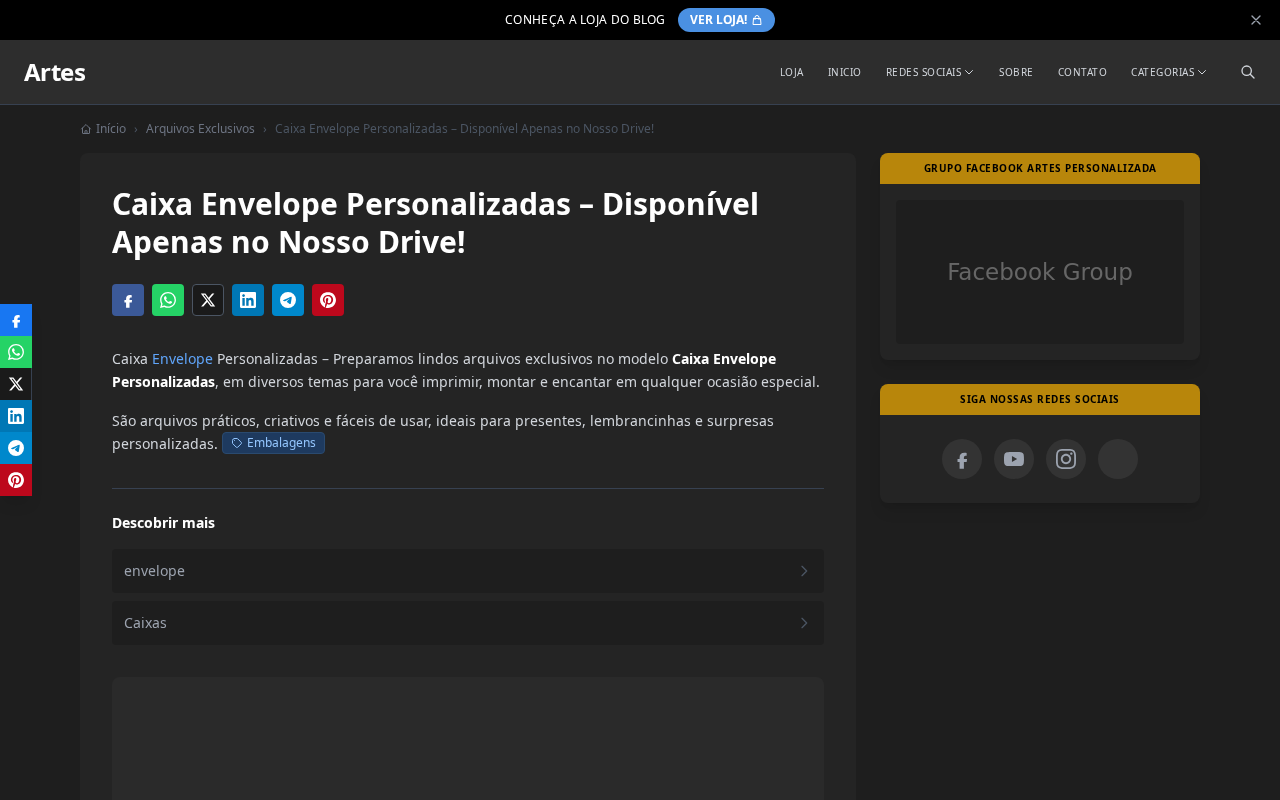 CONHEÇA A LOJA DO BLOG VER LOJA!
Artes
LOJA INICIO REDES SOCIAIS SOBRE CONTATO CATEGORIAS
Início › Arquivos Exclusivos › Caixa Envelope Personalizadas – Disponível Apenas no Nosso Drive!
Caixa Envelope Personalizadas – Disponível
Apenas no Nosso Drive!
Caixa Envelope Personalizadas – Preparamos lindos arquivos exclusivos no modelo Caixa Envelope
Personalizadas, em diversos temas para você imprimir, montar e encantar em qualquer ocasião especial.
São arquivos práticos, criativos e fáceis de usar, ideais para presentes, lembrancinhas e surpresas
personalizadas. Embalagens
Descobrir mais
envelope
Caixas
GRUPO FACEBOOK ARTES PERSONALIZADA
Facebook Group
SIGA NOSSAS REDES SOCIAIS